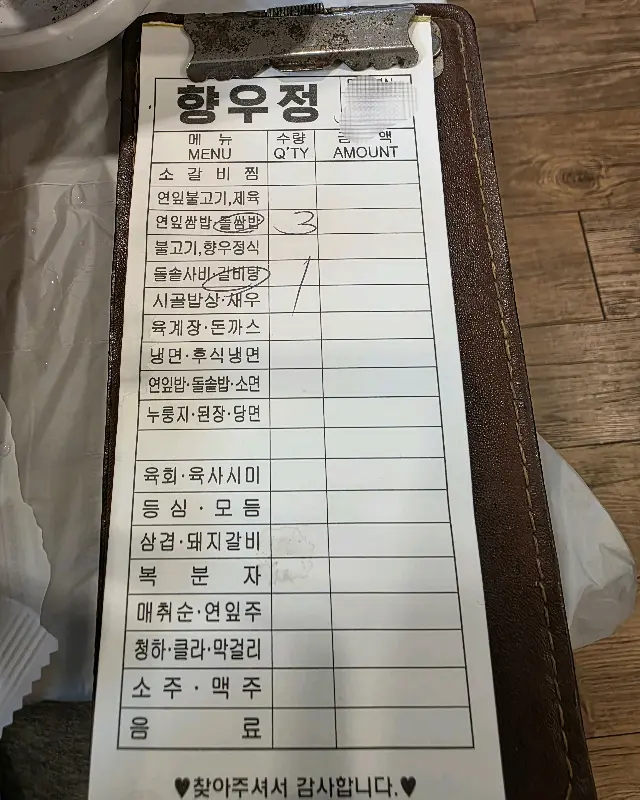 향우정
메뉴 수량 금액
MENU Q'TY AMOUNT
소갈비찜
연잎불고기,제육
연잎쌈밥·돌쌈밥 3
불고기,향우정식
돌솥사비·갈비탕 1
시골밥상·새우
육계장·돈까스
냉면·후식냉면
연잎밥·돌솥밥·소면
누룽지·된장·당면
육회·육사시미
등심·모듬
삼겹·돼지갈비
복분자
매취순·연잎주
청하·클라·막걸리
소주·맥주
음료
♥찾아주셔서 감사합니다.♥